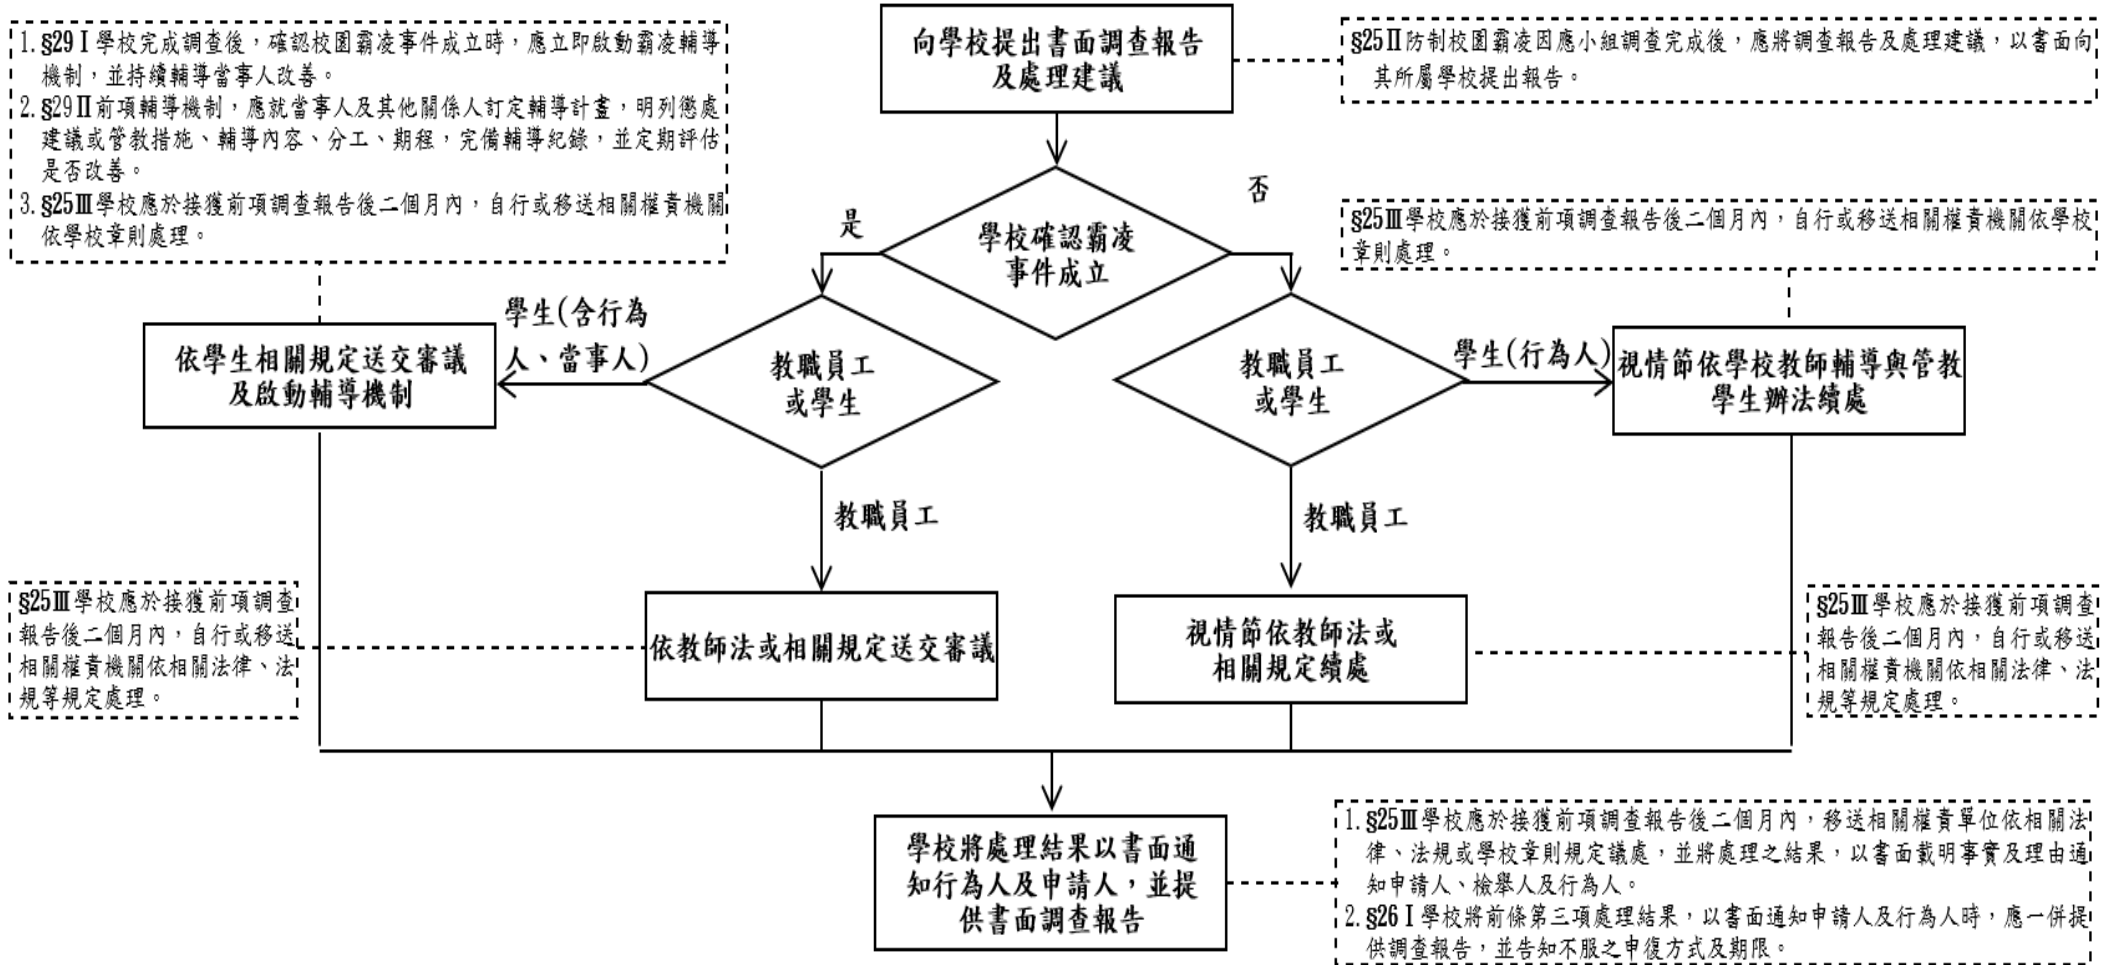 向學校提出書面調查報告
及處理建議
§25Ⅱ防制校園霸凌因應小組調查完成後，應將調查報告及處理建議，以書面向
其所屬學校提出報告。
1. §29Ⅰ學校完成調查後，確認校園霸凌事件成立時，應立即啟動霸凌輔導
機制，並持續輔導當事人改善。
2. §29Ⅱ前項輔導機制，應就當事人及其他關係人訂定輔導計畫，明列懲處
建議或管教措施、輔導內容、分工、期程，完備輔導紀錄，並定期評估
是否改善。
3. §25Ⅲ學校應於接獲前項調查報告後二個月內，自行或移送相關權責機關
依學校章則處理。
學校確認霸凌
事件成立
是
否
§25Ⅲ學校應於接獲前項調查報告後二個月內，自行或移送相關權責機關依學校
章則處理。
依學生相關規定送交審議
及啟動輔導機制
學生(含行為
人、當事人)
教職員工
或學生
教職員工
或學生
學生(行為人)
視情節依學校教師輔導與管教
學生辦法續處
教職員工
教職員工
§25Ⅲ學校應於接獲前項調查
報告後二個月內，自行或移送
相關權責機關依相關法律、法
規等規定處理。
依教師法或相關規定送交審議
視情節依教師法或
相關規定續處
§25Ⅲ學校應於接獲前項調查
報告後二個月內，自行或移送
相關權責機關依相關法律、法
規等規定處理。
學校將處理結果以書面通
知行為人及申請人，並提
供書面調查報告
1. §25Ⅲ學校應於接獲前項調查報告後二個月內，移送相關權責單位依相關法
律、法規或學校章則規定議處，並將處理之結果，以書面載明事實及理由通
知申請人、檢舉人及行為人。
2. §26Ⅰ學校將前條第三項處理結果，以書面通知申請人及行為人時，應一併提
供調查報告，並告知不服之申復方式及期限。